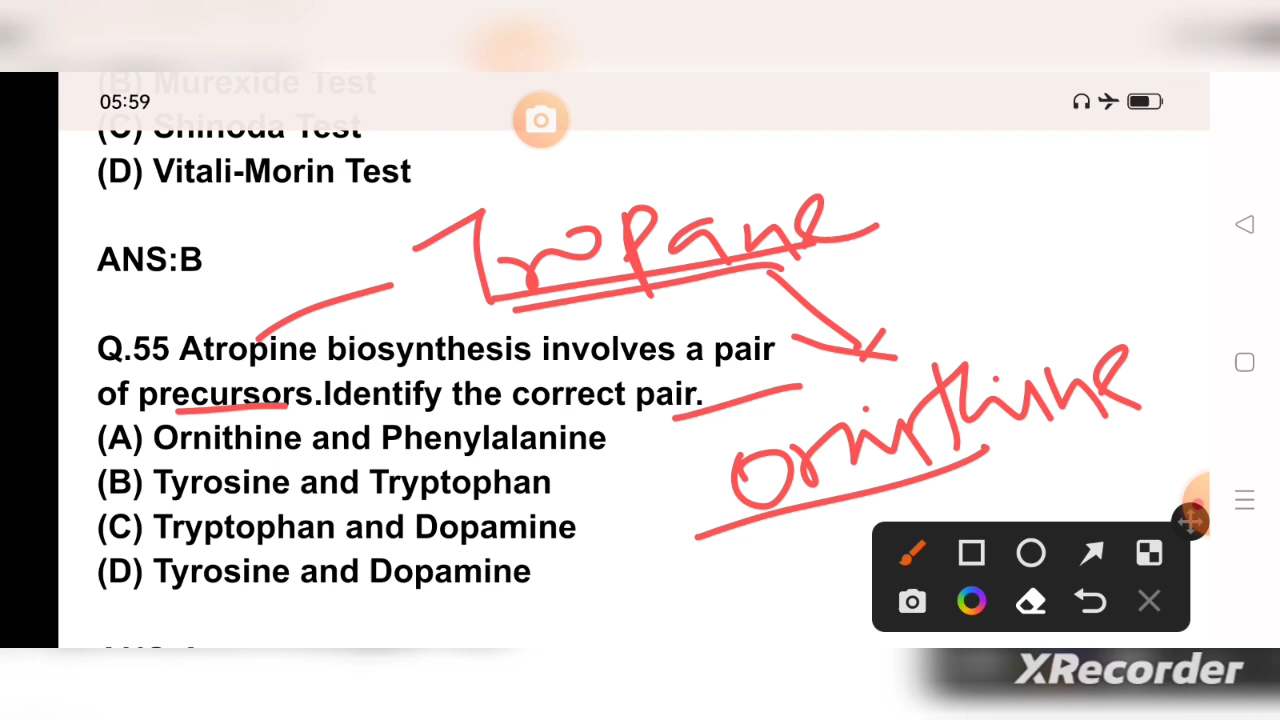 (B) Murexide Test
05:59
(C) Shinoda Test
(D) Vitali-Morin Test
Tropane
ANS:B
Q.55 Atropine biosynthesis involves a pair
of precursors.Identify the correct pair.
Ornithine
(A) Ornithine and Phenylalanine
(B) Tyrosine and Tryptophan
(C) Tryptophan and Dopamine
(D) Tyrosine and Dopamine
XRecorder